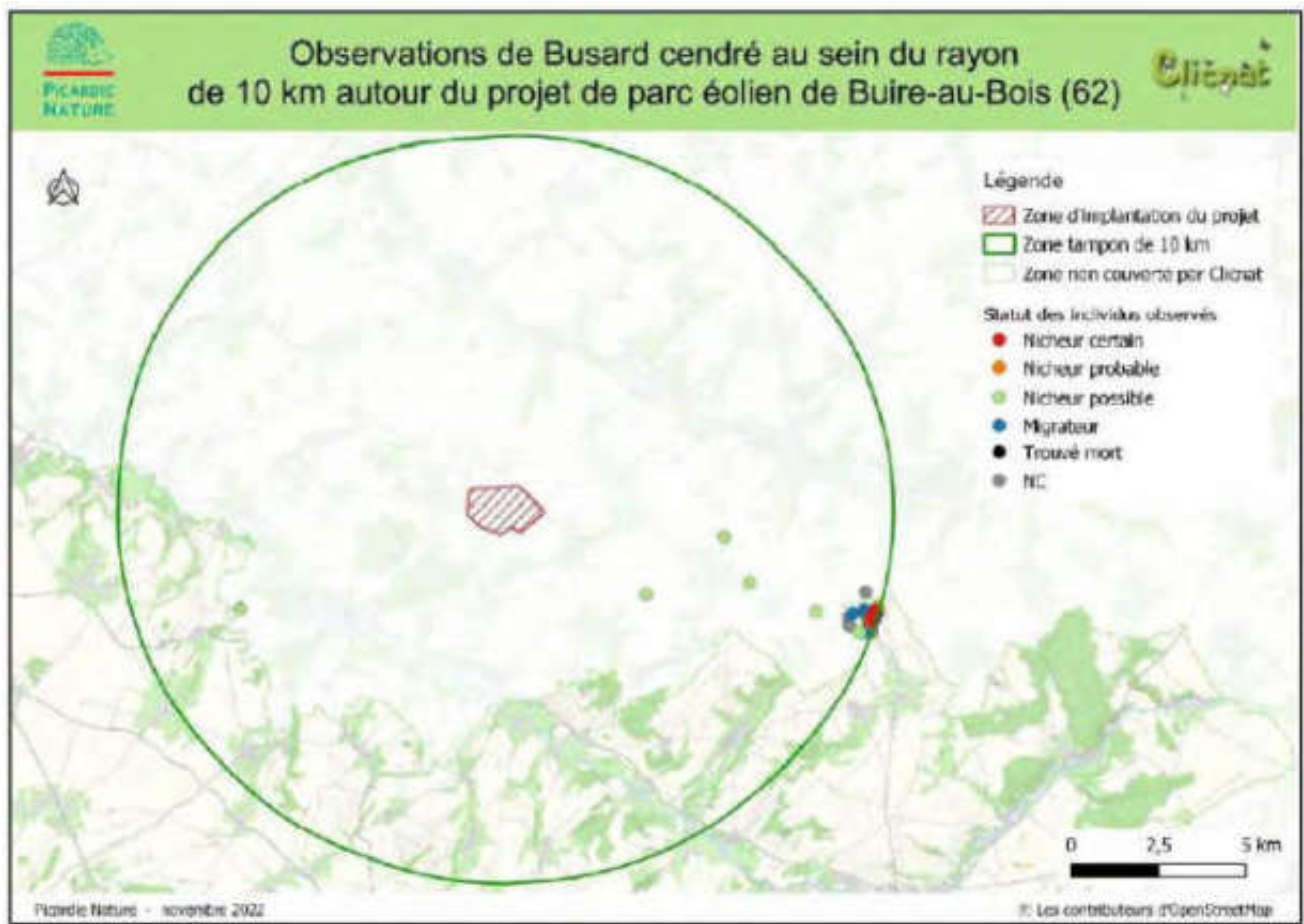 PICARDIE
NATURE
Observations de Busard cendré au sein du rayon
de 10 km autour du projet de parc éolien de Buire-au-Bois (62)
Clicnat
Légende
Zone d'implantation du projet
Zone tampon de 10 km
Zone non couverte par Clicnat
Statut des individus observés
Nicheur certain
Nicheur probable
Nicheur possible
Migrateur
Trouvé mort
NC
0 2,5 5 km
Picardie Nature - novembre 2022
© Les contributeurs d'OpenStreetMap